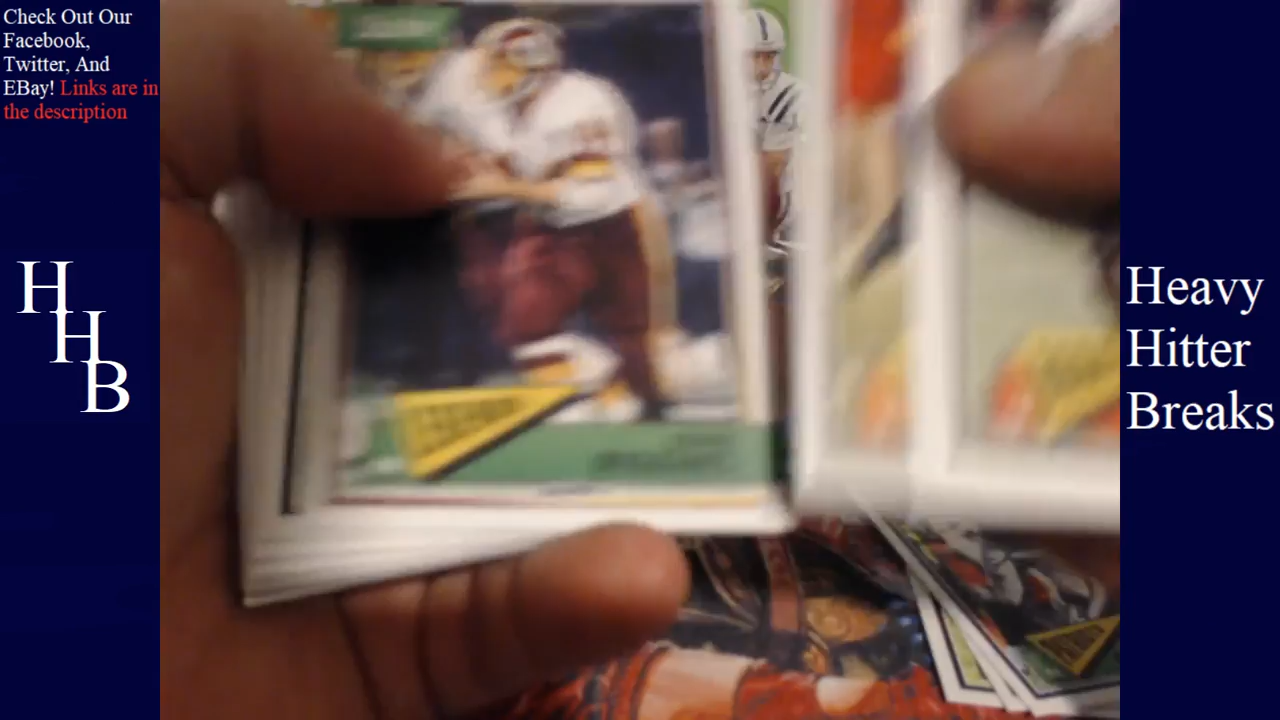 Check Out Our
Facebook,
Twitter, And
EBay! Links are in
the description
H
H
B
Heavy
Hitter
Breaks